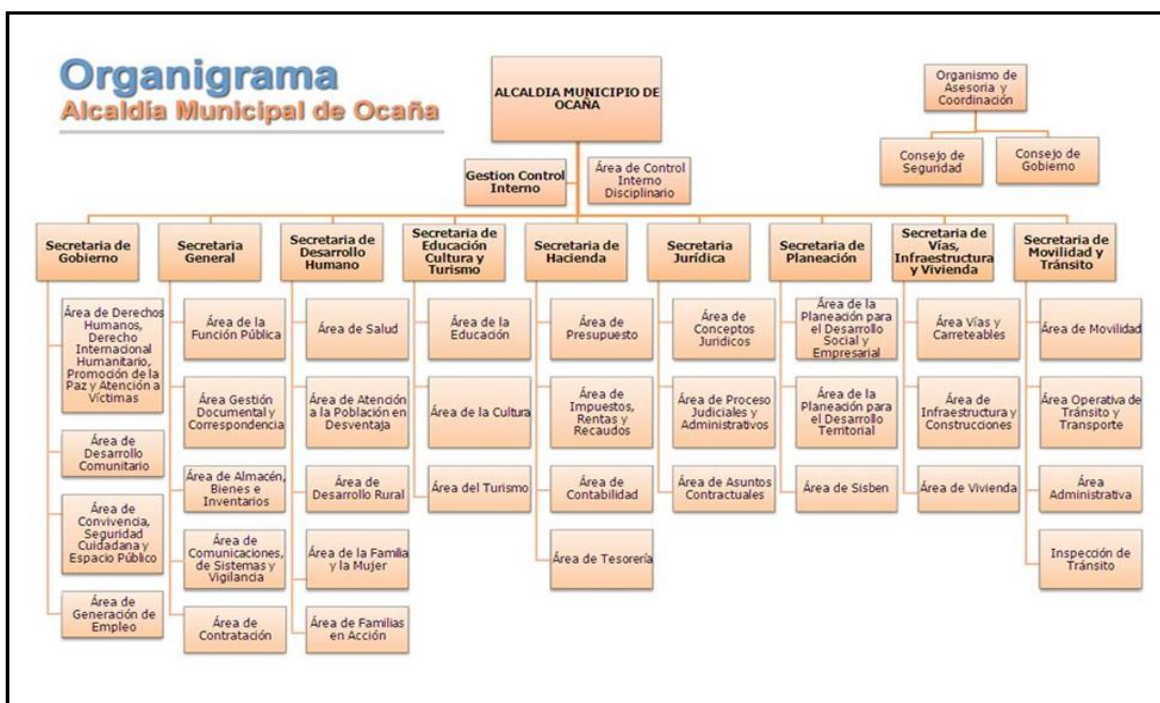 Organigrama
Alcaldía Municipal de Ocaña
ALCALDIA MUNICIPIO DE
OCAÑA
Organismo de
Asesoria y
Coordinación
Consejo de
Seguridad
Consejo de
Gobierno
Gestion Control
Interno
Área de Control
Interno
Disciplinario
Secretaria de
Gobierno
Área de Derechos
Humanos,
Derecho
Internacional
Humanitario,
Promoción de la
Paz y Atención a
Víctimas
Área de
Desarrollo
Comunitario
Área de
Convivencia,
Seguridad
Cuidadana y
Espacio Público
Área de
Generación de
Empleo
Secretaria
General
Área de la
Función Pública
Área Gestión
Documental y
Correspondencia
Área de Almacén,
Bienes e
Inventarios
Área de
Comunicaciones,
de Sistemas y
Vigilancia
Área de
Contratación
Secretaria de
Desarrollo
Humano
Área de Salud
Área de Atención
a la Población en
Desventaja
Área de
Desarrollo Rural
Área de la Familia
y la Mujer
Área de Familias
en Acción
Secretaria de
Educación
Cultura y
Turismo
Área de la
Educación
Área de la Cultura
Área del Turismo
Secretaria de
Hacienda
Área de
Presupuesto
Área de
Impuestos,
Rentas y
Recaudos
Área de
Contabilidad
Área de Tesorería
Secretaria
Jurídica
Área de
Conceptos
Juridicos
Área de Proceso
Judiciales y
Administrativos
Área de Asuntos
Contractuales
Secretaria de
Planeación
Área de la
Planeación para
el Desarrollo
Social y
Empresarial
Área de la
Planeación para
el Desarrollo
Territorial
Área de Sisben
Secretaria de
Vías,
Infraestructura
y Vivienda
Área Vías y
Carreteables
Área de
Infraestructura y
Construcciones
Área de Vivienda
Secretaria de
Movilidad y
Tránsito
Área de Movilidad
Área Operativa de
Tránsito y
Transporte
Área
Administrativa
Inspección de
Tránsito